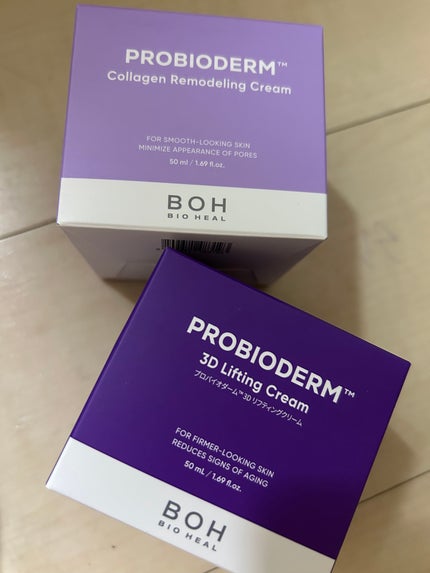 PROBIODERM™
Collagen Remodeling Cream
FOR SMOOTH-LOOKING SKIN
MINIMIZE APPEARANCE OF PORES
50 ml / 1.69 fl.oz.
BOH
BIO HEAL
PROBIODERM™
3D Lifting Cream
プロバイオダーム™3Dリフティングクリーム
FOR FIRMER-LOOKING SKIN
REDUCES SIGNS OF AGING
50 mL / 1.69 fl.oz.
BOH
BIO HEAL